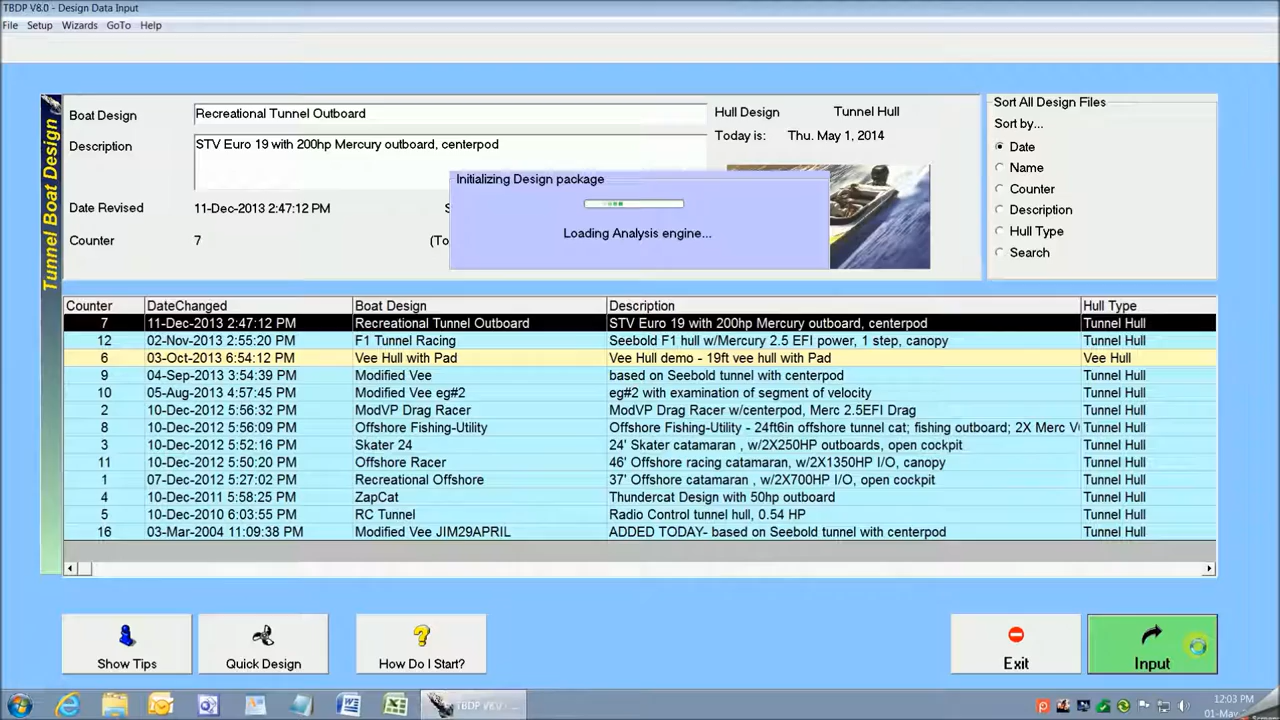 TBDP V8.0 - Design Data Input
File Setup Wizards GoTo Help
Tunnel Boat Design
Boat Design Recreational Tunnel Outboard
Description STV Euro 19 with 200hp Mercury outboard, centerpod
Date Revised 11-Dec-2013 2:47:12 PM
Counter 7 (To
Hull Design Tunnel Hull
Today is: Thu. May 1, 2014
Initializing Design package
Loading Analysis engine...
Sort All Design Files
Sort by...
Date
Name
Counter
Description
Hull Type
Search
Counter DateChanged Boat Design Description Hull Type
7 11-Dec-2013 2:47:12 PM Recreational Tunnel Outboard STV Euro 19 with 200hp Mercury outboard, centerpod Tunnel Hull
12 02-Nov-2013 2:55:20 PM F1 Tunnel Racing Seebold F1 hull w/Mercury 2.5 EFI power, 1 step, canopy Tunnel Hull
6 03-Oct-2013 6:54:12 PM Vee Hull with Pad Vee Hull demo - 19ft vee hull with Pad Vee Hull
9 04-Sep-2013 3:54:39 PM Modified Vee based on Seebold tunnel with centerpod Tunnel Hull
10 05-Aug-2013 4:57:45 PM Modified Vee eg#2 eg#2 with examination of segment of velocity Tunnel Hull
2 10-Dec-2012 5:56:32 PM ModVP Drag Racer ModVP Drag Racer w/centerpod, Merc 2.5EFI Drag Tunnel Hull
8 10-Dec-2012 5:56:09 PM Offshore Fishing-Utility Offshore Fishing-Utility - 24ft6in offshore tunnel cat; fishing outboard; 2X Merc V Tunnel Hull
3 10-Dec-2012 5:52:16 PM Skater 24 24' Skater catamaran , w/2X250HP outboards, open cockpit Tunnel Hull
11 10-Dec-2012 5:50:20 PM Offshore Racer 46' Offshore racing catamaran, w/2X1350HP I/O, canopy Tunnel Hull
1 07-Dec-2012 5:27:02 PM Recreational Offshore 37' Offshore catamaran , w/2X700HP I/O, open cockpit Tunnel Hull
4 10-Dec-2011 5:58:25 PM ZapCat Thundercat Design with 50hp outboard Tunnel Hull
5 10-Dec-2010 6:03:55 PM RC Tunnel Radio Control tunnel hull, 0.54 HP Tunnel Hull
16 03-Mar-2004 11:09:38 PM Modified Vee JIM29APRIL ADDED TODAY- based on Seebold tunnel with centerpod Tunnel Hull
Show Tips Quick Design How Do I Start? Exit Input
TBDP V8.0 - ...
12:03 PM
01-May